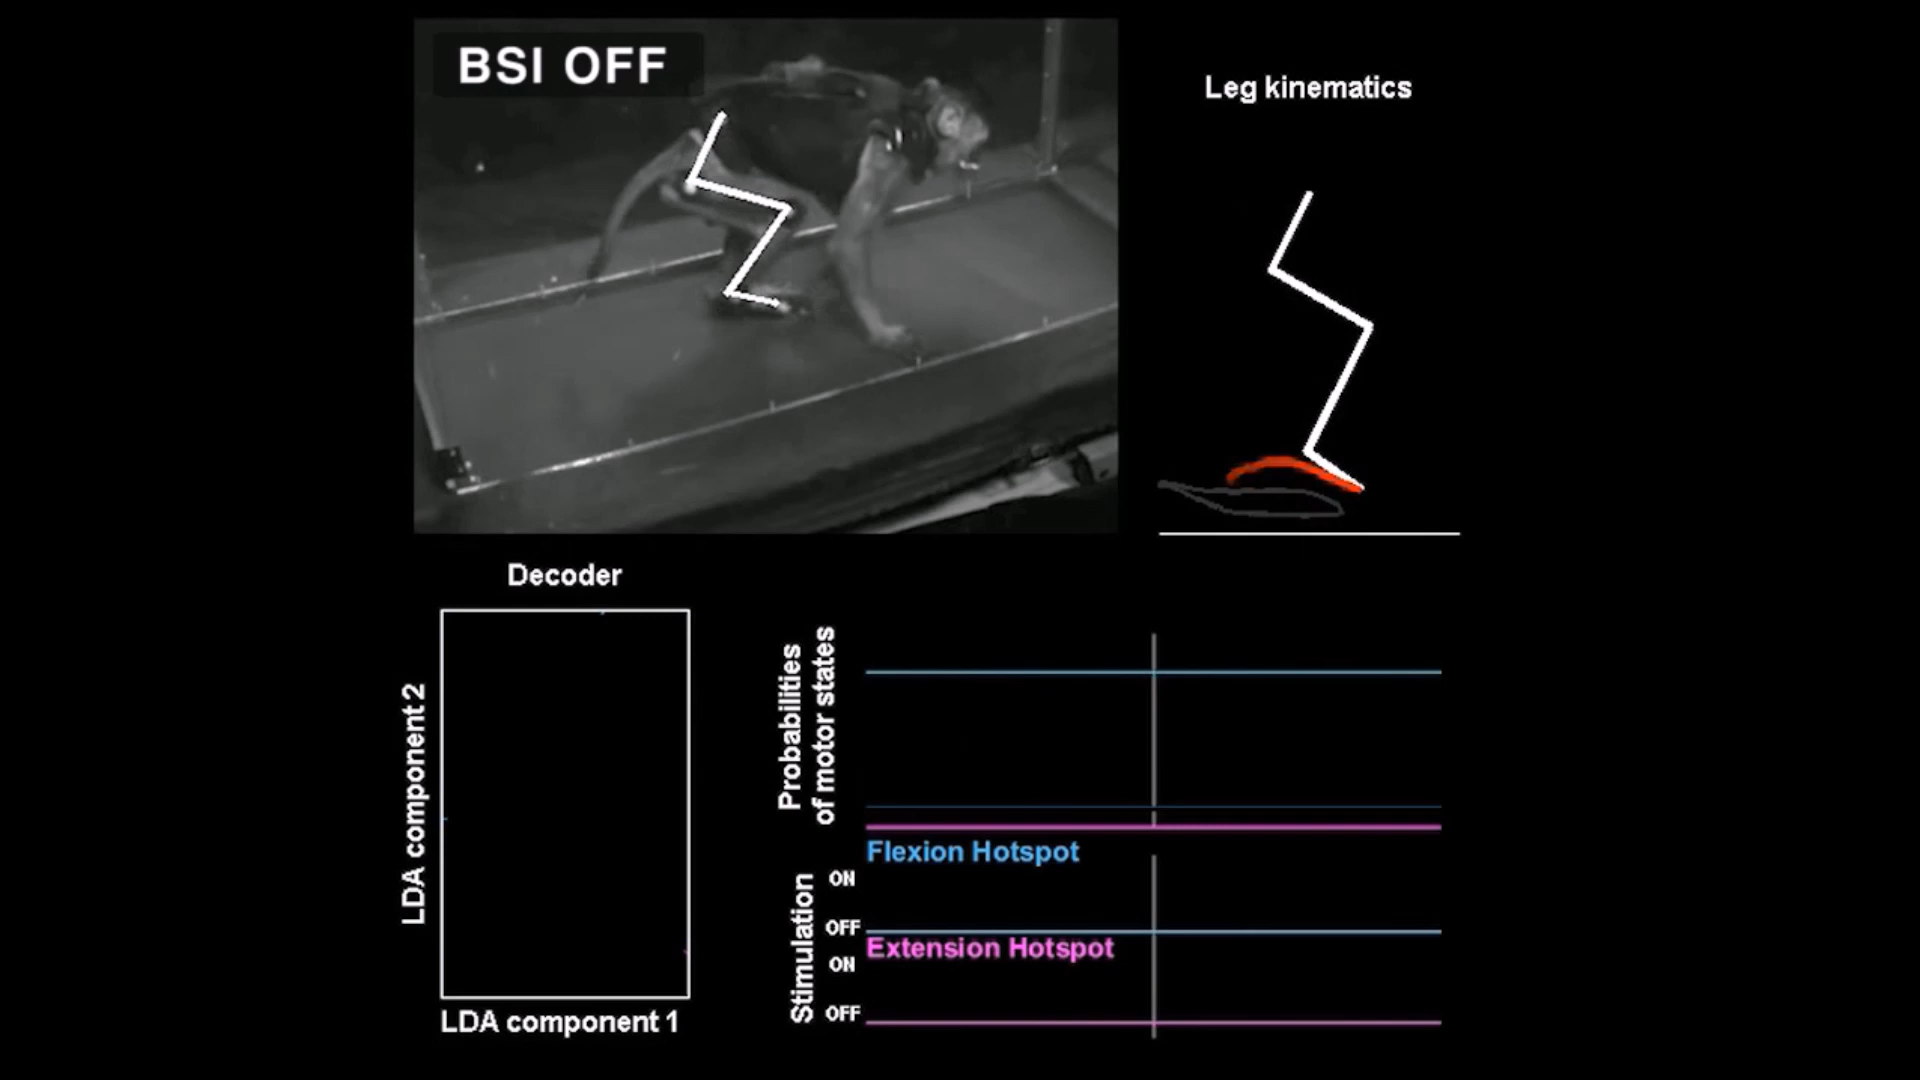 BSI OFF
Leg kinematics
Decoder
LDA component 2
LDA component 1
Probabilities
of motor states
Flexion Hotspot
Stimulation
ON
OFF
Extension Hotspot
ON
OFF